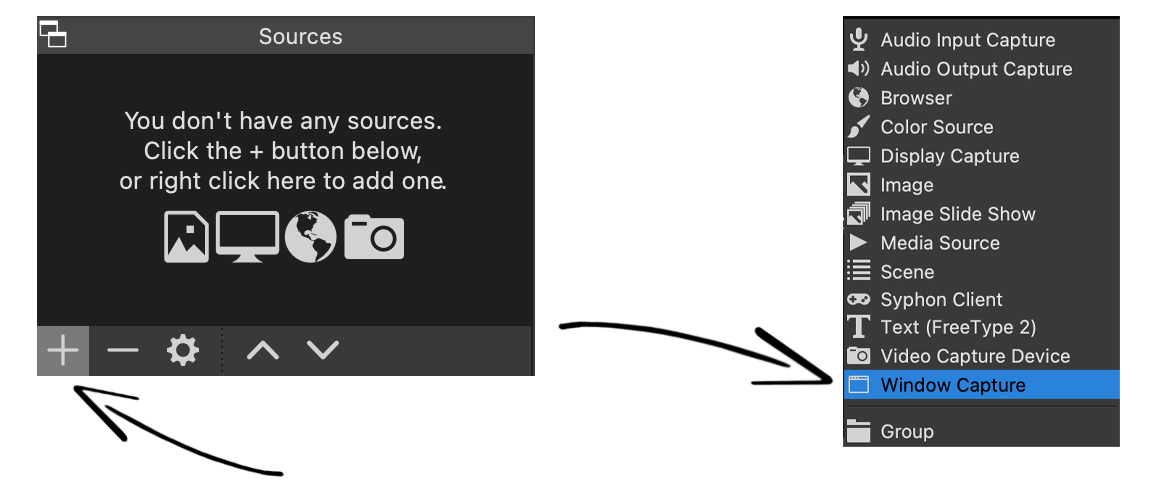 Sources
You don't have any sources.
Click the + button below,
or right click here to add one.
Audio Input Capture
Audio Output Capture
Browser
Color Source
Display Capture
Image
Image Slide Show
Media Source
Scene
Syphon Client
Text (FreeType 2)
Video Capture Device
Window Capture
Group